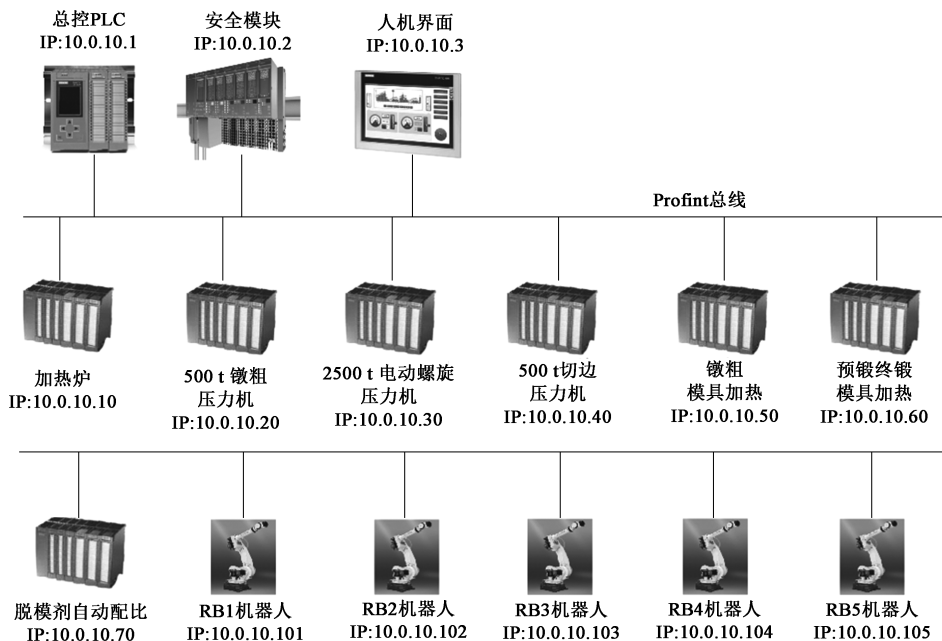 总控PLC
IP:10.0.10.1
安全模块
IP:10.0.10.2
人机界面
IP:10.0.10.3
Profint总线
加热炉
IP:10.0.10.10
500 t 镦粗
压力机
IP:10.0.10.20
2500 t 电动螺旋
压力机
IP:10.0.10.30
500 t切边
压力机
IP:10.0.10.40
镦粗
模具加热
IP:10.0.10.50
预锻终锻
模具加热
IP:10.0.10.60
脱模剂自动配比
IP:10.0.10.70
RB1机器人
IP:10.0.10.101
RB2机器人
IP:10.0.10.102
RB3机器人
IP:10.0.10.103
RB4机器人
IP:10.0.10.104
RB5机器人
IP:10.0.10.105